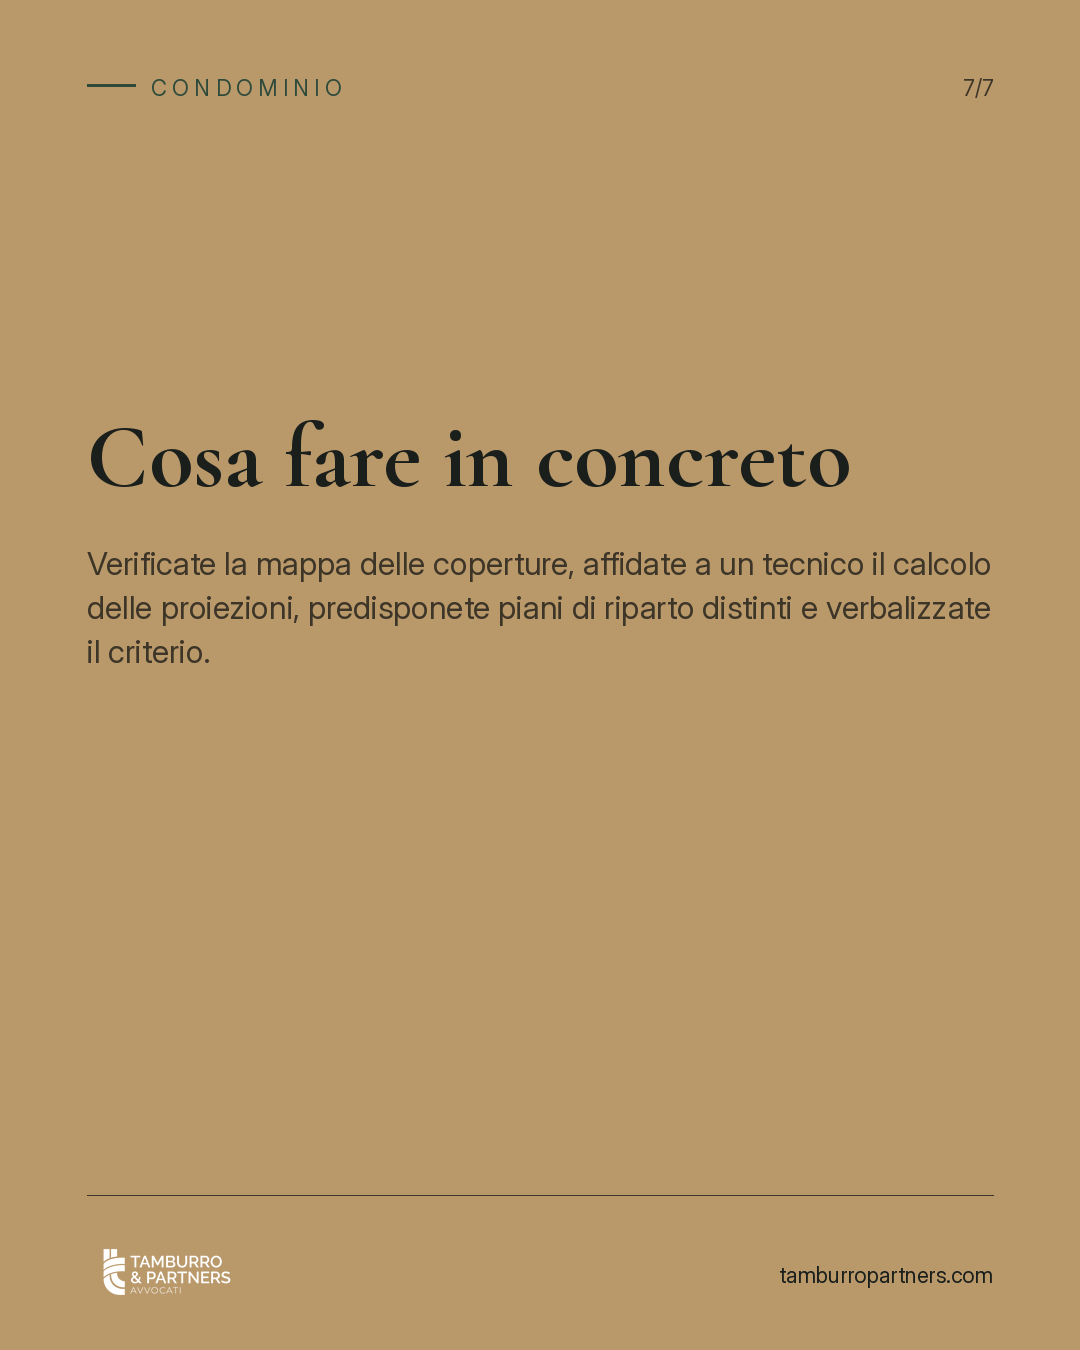 CONDOMINIO
7/7
Cosa fare in concreto
Verificate la mappa delle coperture, affidate a un tecnico il calcolo
delle proiezioni, predisponete piani di riparto distinti e verbalizzate
il criterio.
TAMBURRO
& PARTNERS
AVVOCATI
tamburropartners.com